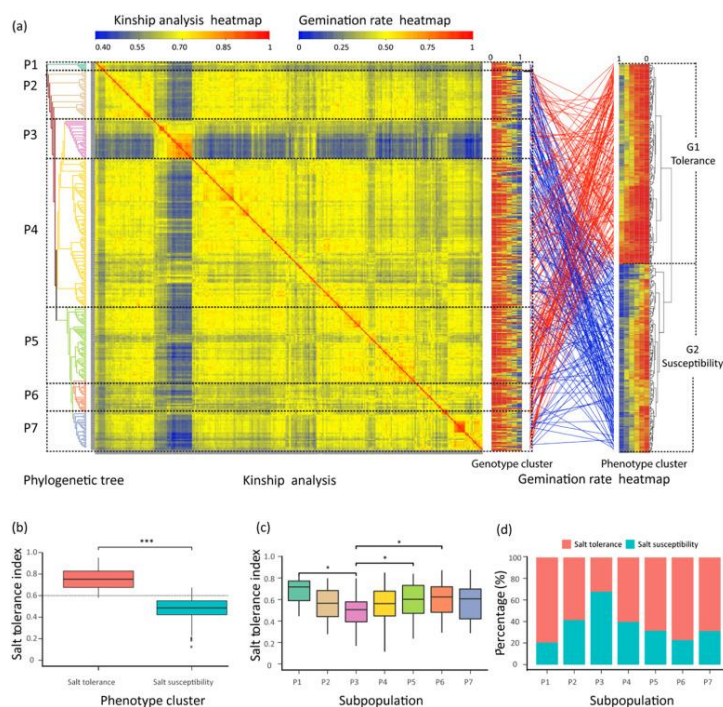 (a)
Kinship analysis heatmap
Gemination rate heatmap
0.40 0.55 0.70 0.85 1
0 0.25 0.50 0.75 1
0 1
1 0
P1
P2
P3
P4
P5
P6
P7
G1
Tolerance
G2
Susceptibility
Genotype cluster
Phenotype cluster
Phylogenetic tree
Kinship analysis
Gemination rate heatmap
(b)
***
Salt tolerance index
1.0
0.8
0.6
0.4
0.2
0
Salt tolerance
Salt susceptibility
Phenotype cluster
(c)
*
*
*
Salt tolerance index
1.0
0.8
0.6
0.4
0.2
0
P1 P2 P3 P4 P5 P6 P7
Subpopulation
(d)
Salt tolerance
Salt susceptibility
Percentage (%)
100
80
60
40
20
0
P1 P2 P3 P4 P5 P6 P7
Subpopulation